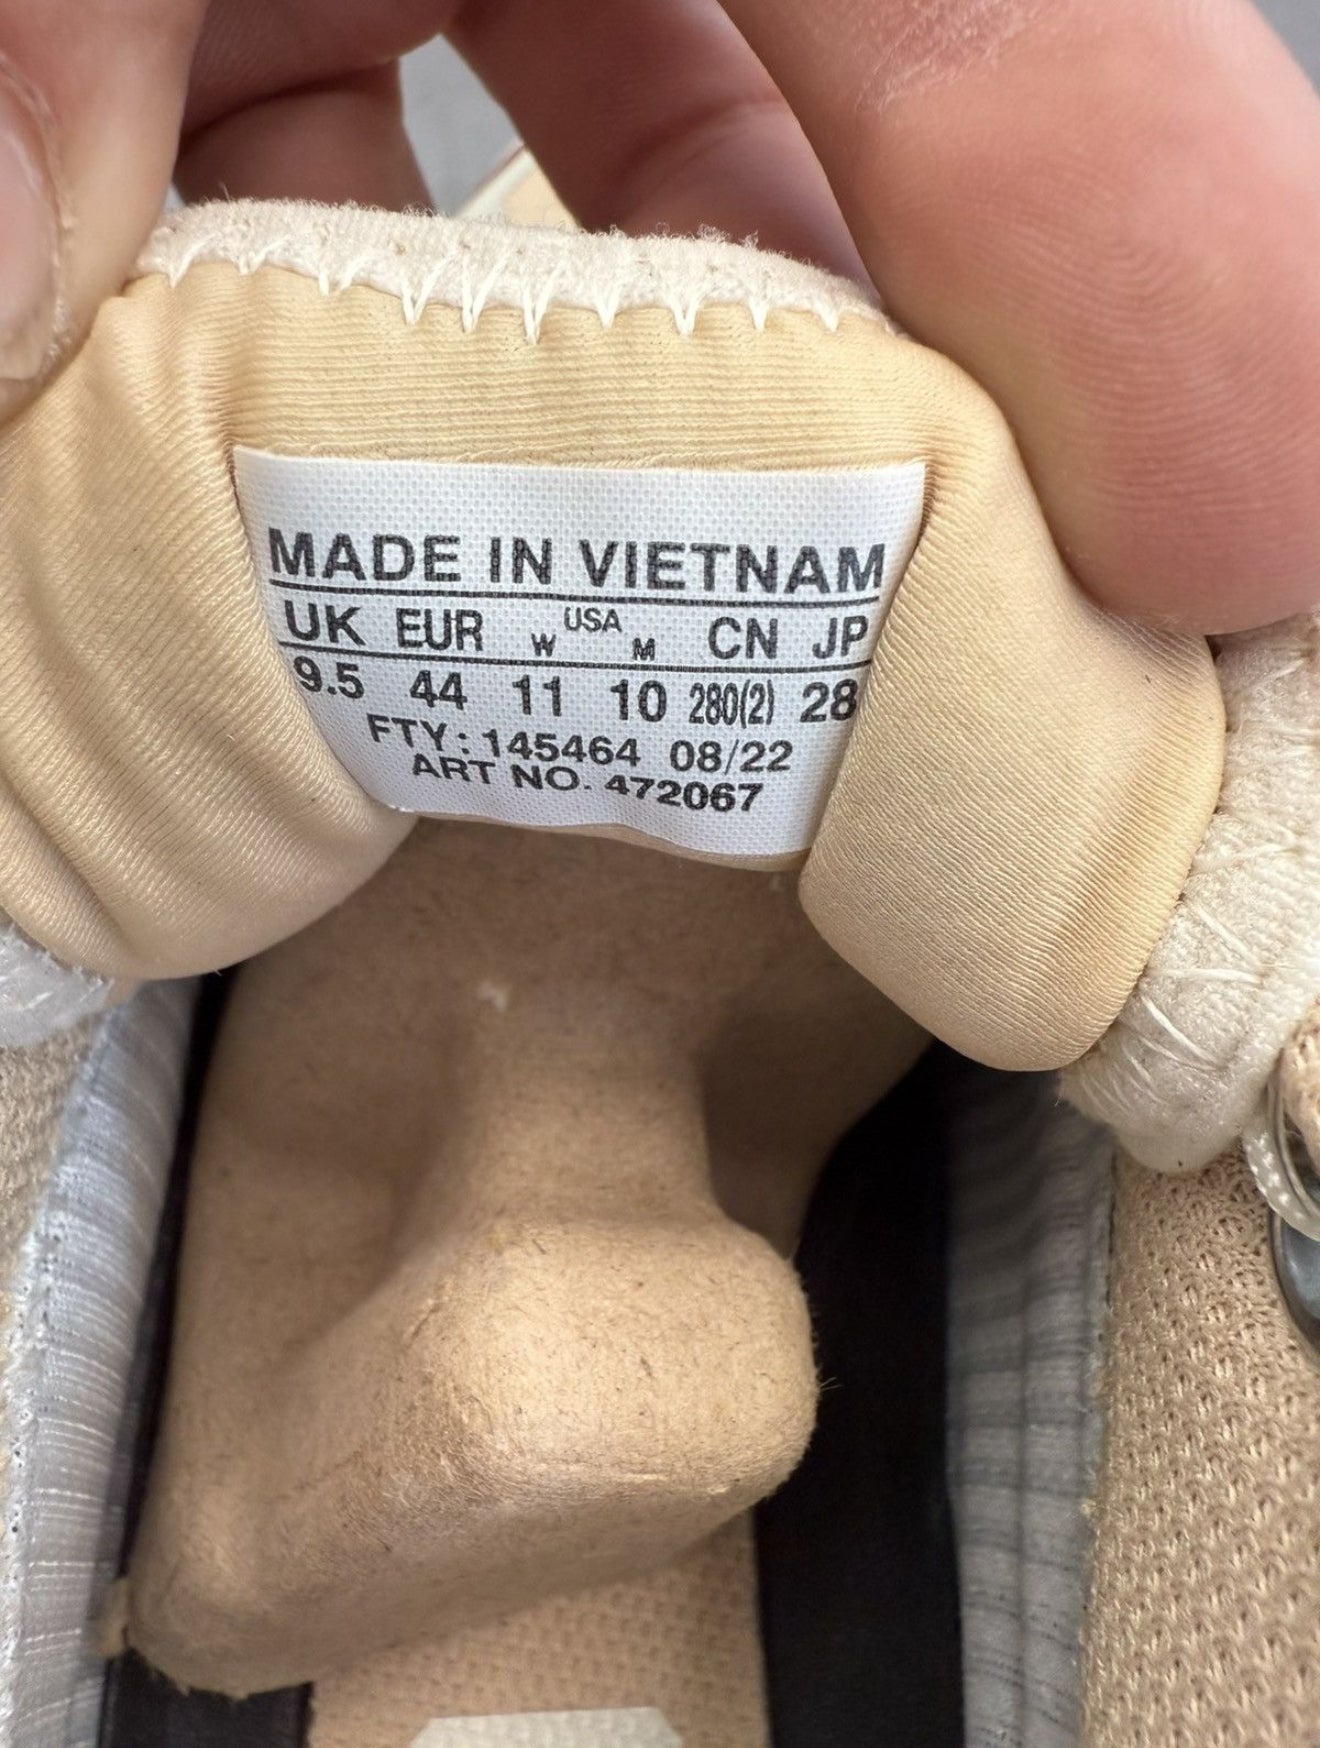 MADE IN VIETNAM
UK EUR W USA M CN JP
9.5 44 11 10 280(2) 28
FTY: 145464 08/22
ART NO. 472067